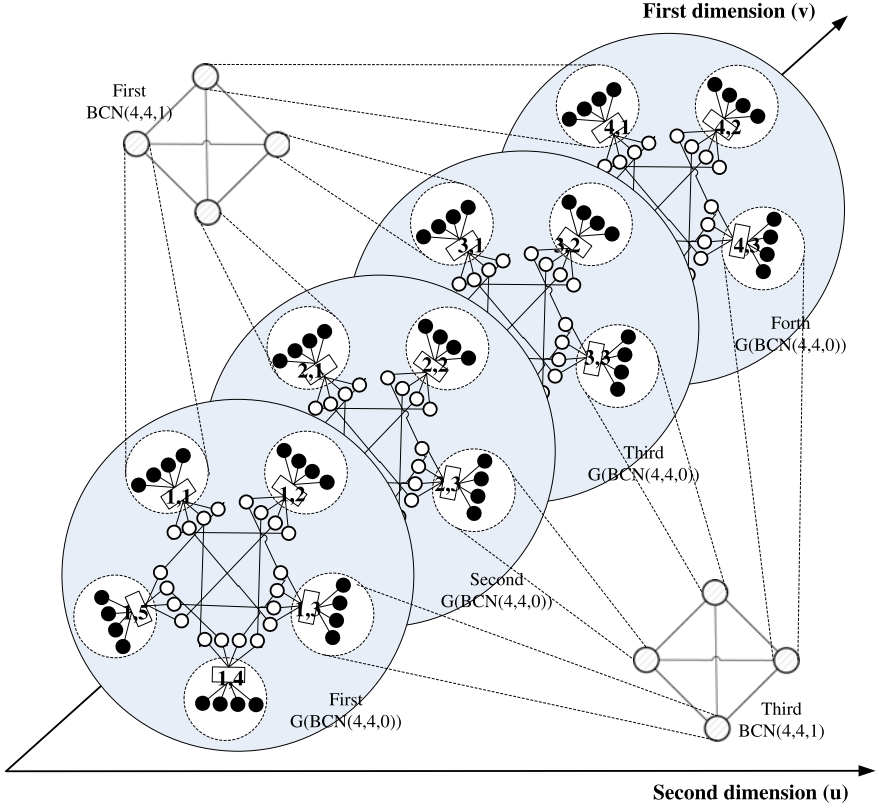 First dimension (v)
First
BCN(4,4,1)
4,1
4,2
4,3
Forth
G(BCN(4,4,0))
3,1
3,2
3,3
Third
G(BCN(4,4,0))
2,1
2,2
2,3
Second
G(BCN(4,4,0))
1,1
1,2
1,5
1,3
1,4
First
G(BCN(4,4,0))
Third
BCN(4,4,1)
Second dimension (u)